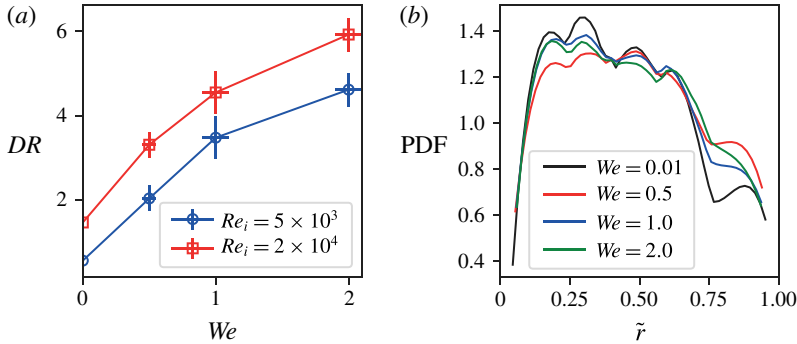 (a)
6
4
2
DR
0
1
2
We
Re_i = 5 × 10³
Re_i = 2 × 10⁴
(b)
1.4
1.2
1.0
0.8
0.6
0.4
PDF
We = 0.01
We = 0.5
We = 1.0
We = 2.0
0
0.25
0.50
0.75
1.00
r̃